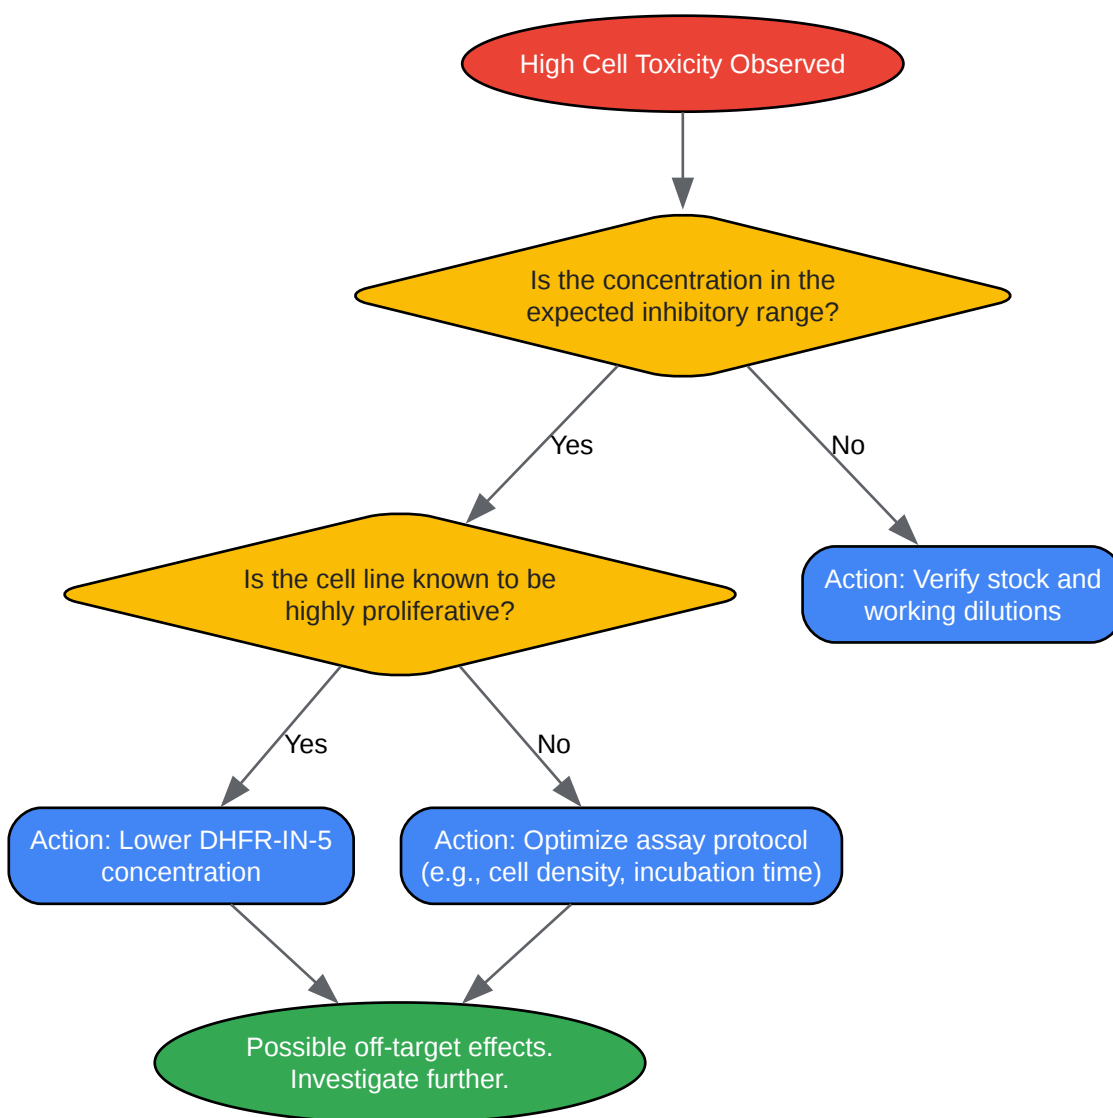 High Cell Toxicity Observed
Is the concentration in the
expected inhibitory range?
Yes
No
Is the cell line known to be
highly proliferative?
Action: Verify stock and
working dilutions
Yes
No
Action: Lower DHFR-IN-5
concentration
Action: Optimize assay protocol
(e.g., cell density, incubation time)
Possible off-target effects.
Investigate further.